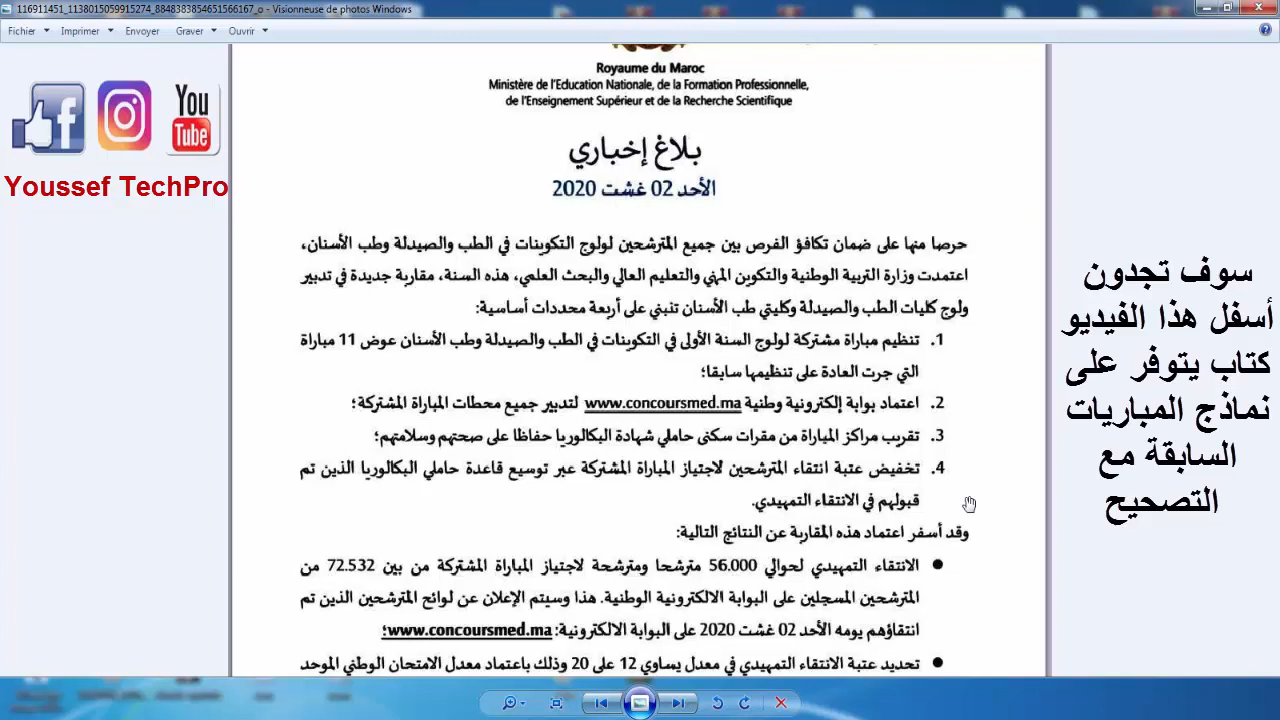 116911451_1138015059915274_8848383854651566167_o - Visionneuse de photos Windows
Fichier Imprimer Envoyer Graver Ouvrir
You
Tube
Youssef TechPro
Royaume du Maroc
Ministère de l'Education Nationale, de la Formation Professionnelle,
de l'Enseignement Supérieur et de la Recherche Scientifique
بلاغ إخباري
الأحد 02 غشت 2020
حرصا منها على ضمان تكافؤ الفرص بين جميع المترشحين لولوج التكوينات في الطب والصيدلة وطب الأسنان،
اعتمدت وزارة التربية الوطنية والتكوين المهني والتعليم العالي والبحث العلمي، هذه السنة، مقاربة جديدة في تدبير
ولوج كليات الطب والصيدلة وكليتي طب الأسنان تنبني على أربعة محددات أساسية:
1. تنظيم مباراة مشتركة لولوج السنة الأولى في التكوينات في الطب والصيدلة وطب الأسنان عوض 11 مباراة
التي جرت العادة على تنظيمها سابقا؛
2. اعتماد بوابة إلكترونية وطنية www.concoursmed.ma لتدبير جميع محطات المباراة المشتركة؛
3. تقريب مراكز المباراة من مقرات سكنى حاملي شهادة البكالوريا حفاظا على صحتهم وسلامتهم؛
4. تخفيض عتبة انتقاء المترشحين لاجتياز المباراة المشتركة عبر توسيع قاعدة حاملي البكالوريا الذين تم
قبولهم في الانتقاء التمهيدي.
وقد أسفر اعتماد هذه المقاربة عن النتائج التالية:
● الانتقاء التمهيدي لحوالي 56.000 مترشحا ومترشحة لاجتياز المباراة المشتركة من بين 72.532 من
المترشحين المسجلين على البوابة الالكترونية الوطنية. هذا وسيتم الإعلان عن لوائح المترشحين الذين تم
انتقاؤهم يومه الأحد 02 غشت 2020 على البوابة الالكترونية: www.concoursmed.ma؛
● تحديد عتبة الانتقاء التمهيدي في معدل يساوي 12 على 20 وذلك باعتماد معدل الامتحان الوطني الموحد
سوف تجدون
أسفل هذا الفيديو
كتاب يتوفر على
نماذج المباريات
السابقة مع
التصحيح